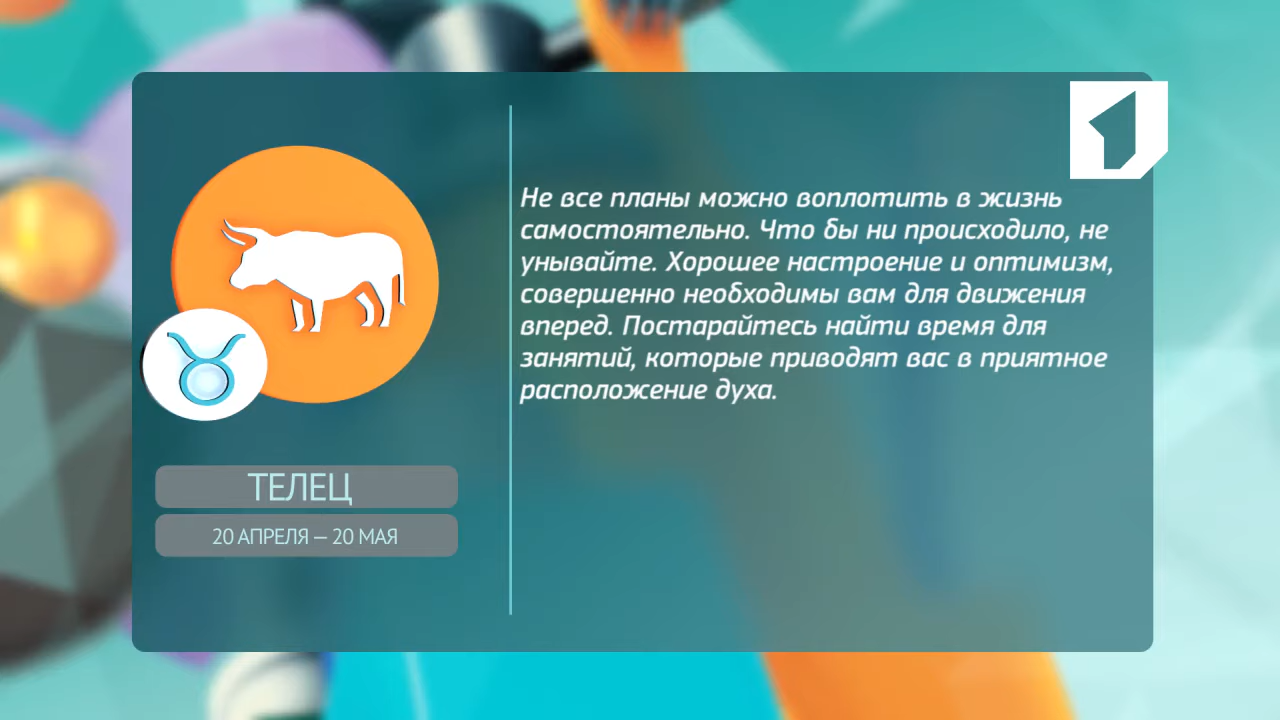 Не все планы можно воплотить в жизнь
самостоятельно. Что бы ни происходило, не
унывайте. Хорошее настроение и оптимизм,
совершенно необходимы вам для движения
вперед. Постарайтесь найти время для
занятий, которые приводят вас в приятное
расположение духа.
ТЕЛЕЦ
20 АПРЕЛЯ — 20 МАЯ
1